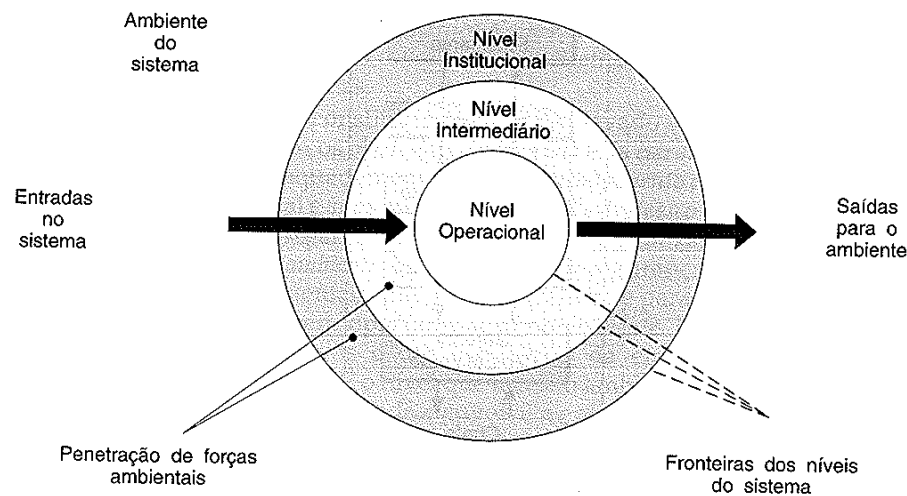 Ambiente
do
sistema
Nível
Institucional
Nível
Intermediário
Nível
Operacional
Entradas
no
sistema
Saídas
para o
ambiente
Penetração de forças
ambientais
Fronteiras dos níveis
do sistema